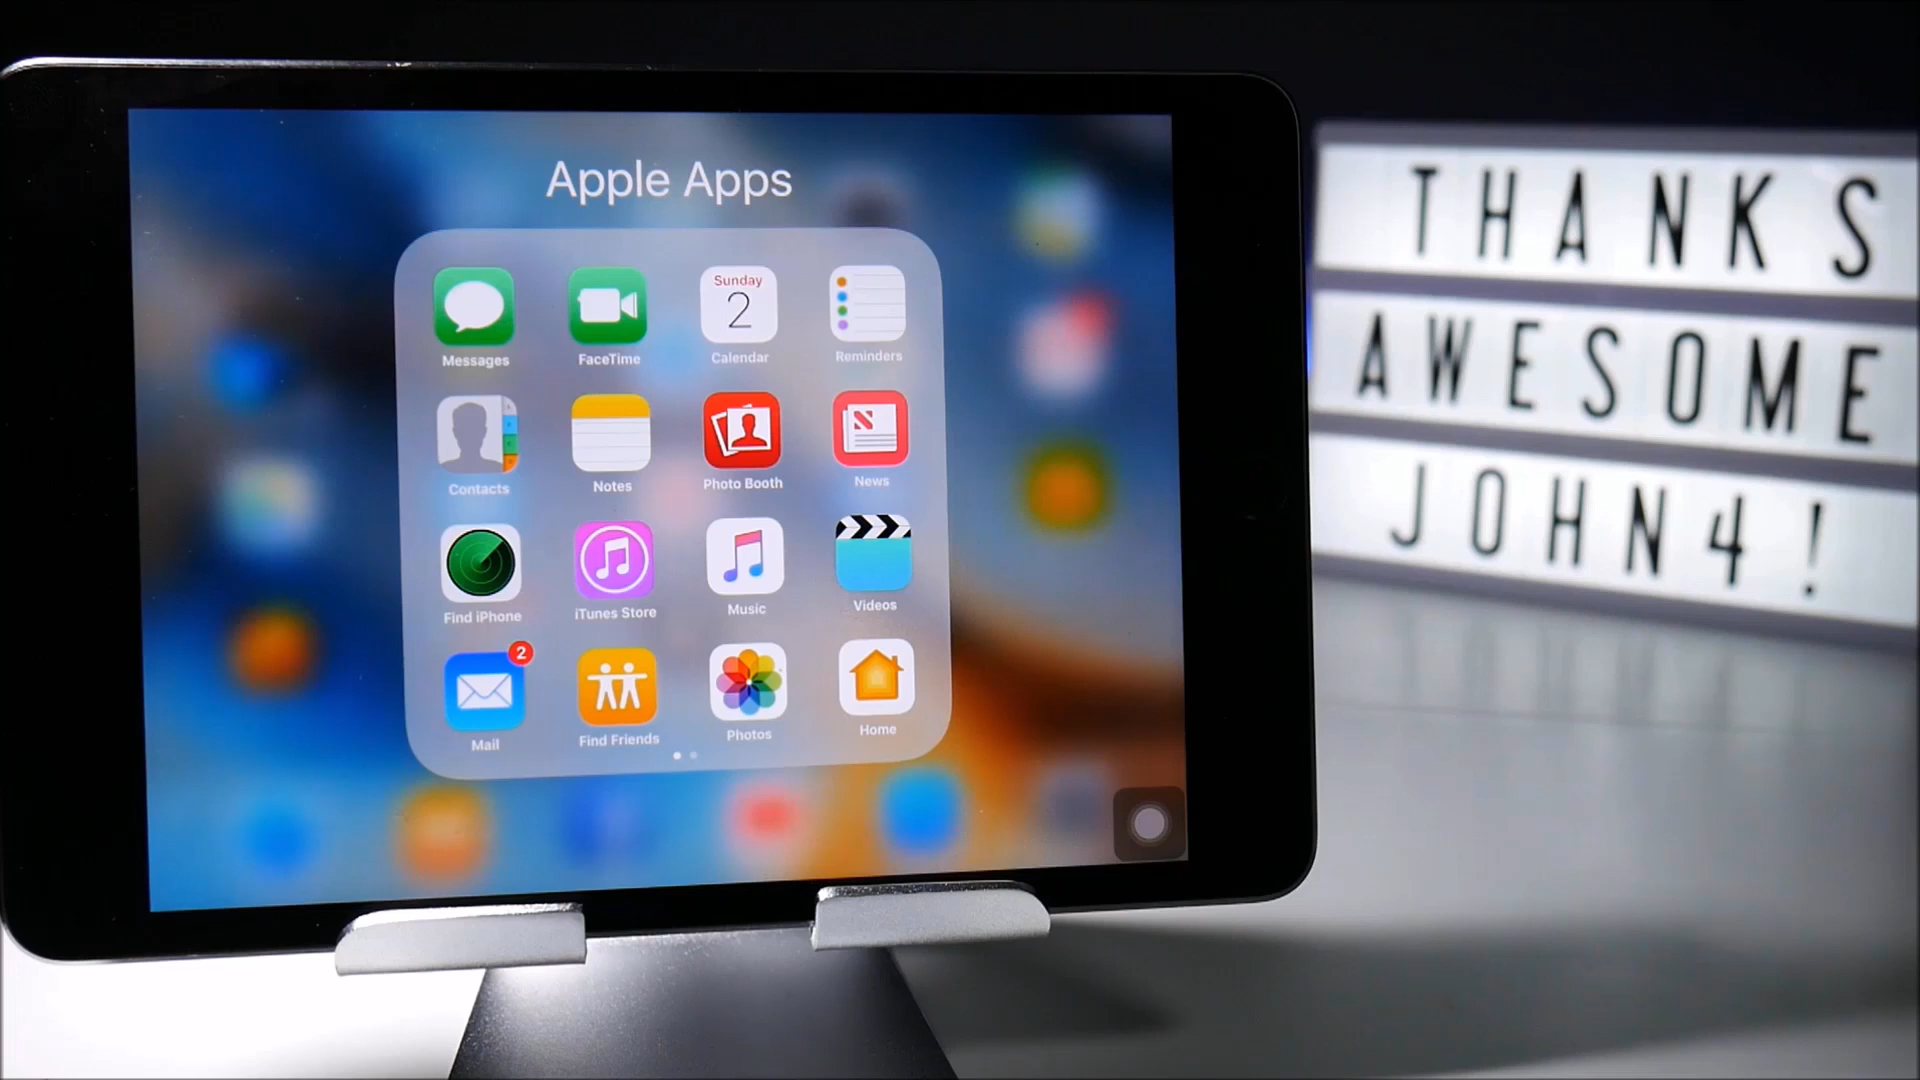 Apple Apps
Sunday
2
Messages
FaceTime
Calendar
Reminders
Contacts
Notes
Photo Booth
News
Find iPhone
iTunes Store
Music
Videos
2
Mail
Find Friends
Photos
Home
THANKS
AWESOME
JOHN4!